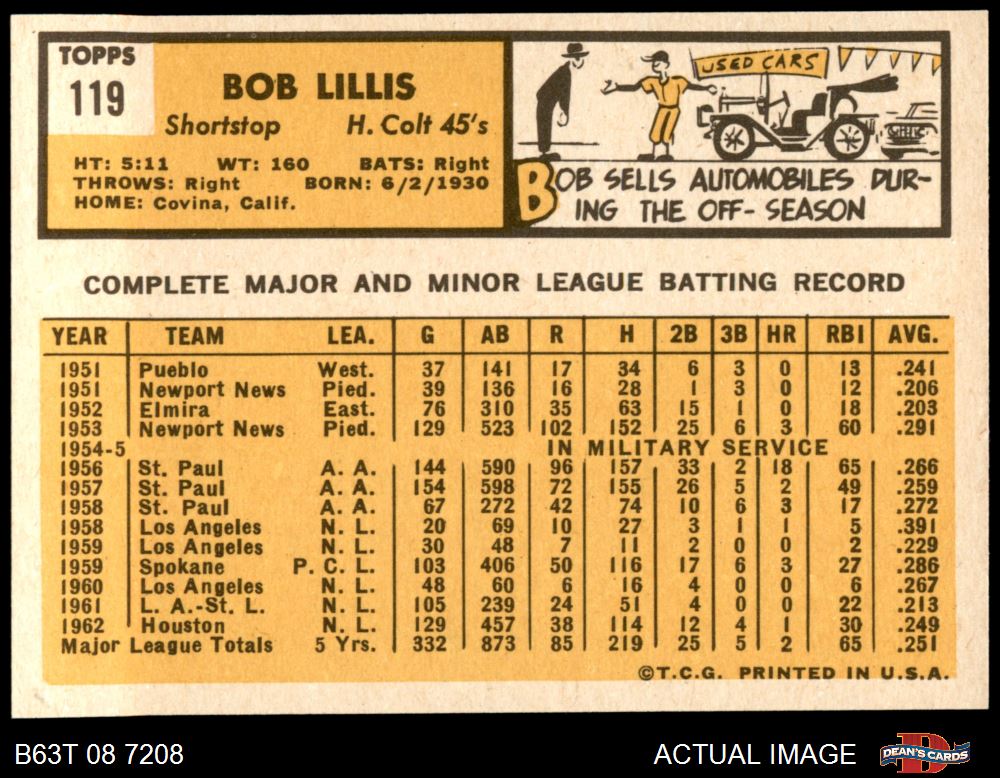 TOPPS
119
BOB LILLIS
Shortstop H. Colt 45's
HT: 5:11 WT: 160 BATS: Right
THROWS: Right BORN: 6/2/1930
HOME: Covina, Calif.
USED CARS
BOB SELLS AUTOMOBILES DUR-
ING THE OFF-SEASON
COMPLETE MAJOR AND MINOR LEAGUE BATTING RECORD
YEAR TEAM LEA. G AB R H 2B 3B HR RBI AVG.
1951 Pueblo West. 37 141 17 34 6 3 0 13 .241
1951 Newport News Pied. 39 136 16 28 1 3 0 12 .206
1952 Elmira East. 76 310 35 63 15 1 0 18 .203
1953 Newport News Pied. 129 523 102 152 25 6 3 60 .291
1954-5 IN MILITARY SERVICE
1956 St. Paul A. A. 144 590 96 157 33 2 18 65 .266
1957 St. Paul A. A. 154 598 72 155 26 5 2 49 .259
1958 St. Paul A. A. 67 272 42 74 10 6 3 17 .272
1958 Los Angeles N. L. 20 69 10 27 3 1 1 5 .391
1959 Los Angeles N. L. 30 48 7 11 2 0 0 2 .229
1959 Spokane P. C. L. 103 406 50 116 17 6 3 27 .286
1960 Los Angeles N. L. 48 60 6 16 4 0 0 6 .267
1961 L. A.-St. L. N. L. 105 239 24 51 4 0 0 22 .213
1962 Houston N. L. 129 457 38 114 12 4 1 30 .249
Major League Totals 5 Yrs. 332 873 85 219 25 5 2 65 .251
©T.C.G. PRINTED IN U.S.A.
B63T 08 7208 ACTUAL IMAGE DEAN'S CARDS